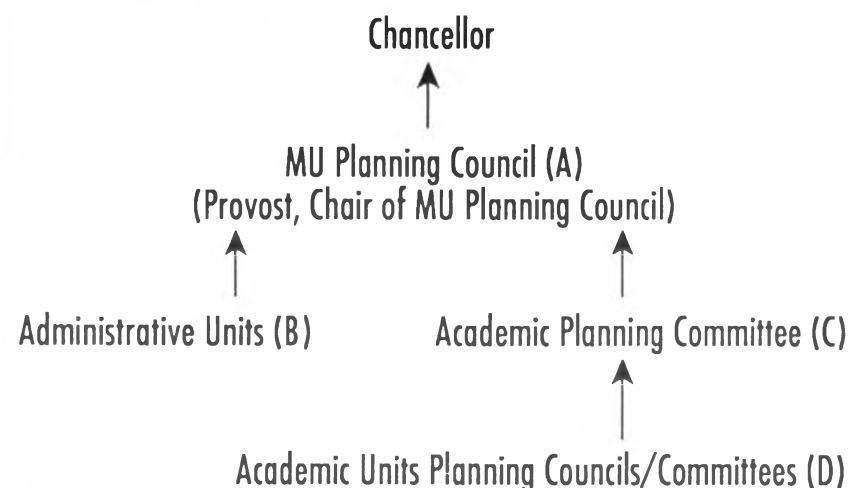 Chancellor
MU Planning Council (A)
(Provost, Chair of MU Planning Council)
Administrative Units (B)
Academic Planning Committee (C)
Academic Units Planning Councils/Committees (D)